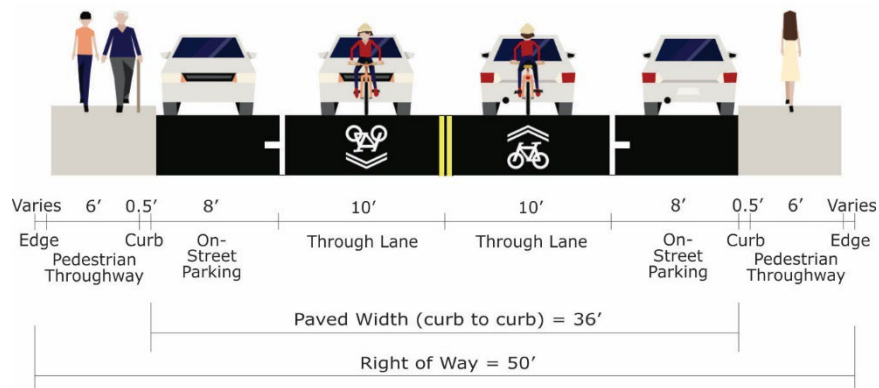 Varies 6’ 0.5’ 8’ 10’ 10’ 8’ 0.5’ 6’ Varies
Edge Curb On- Through Lane Through Lane On- Curb Edge
Pedestrian Street Street Pedestrian
Throughway Parking Parking Throughway
Paved Width (curb to curb) = 36’
Right of Way = 50’